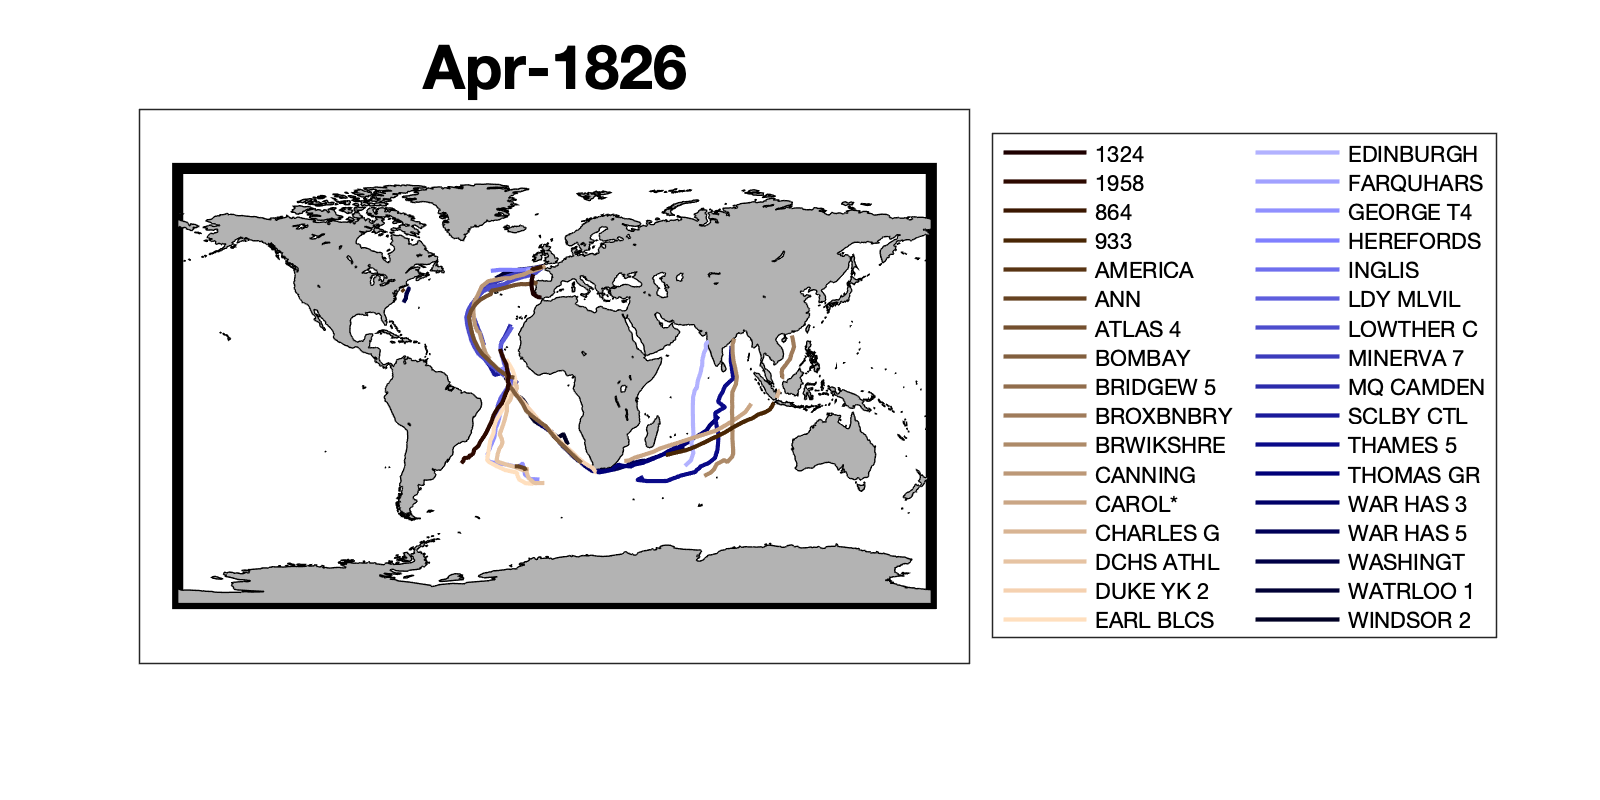 Apr-1826
1324
1958
864
933
AMERICA
ANN
ATLAS 4
BOMBAY
BRIDGEW 5
BROXBNBRY
BRWIKSHRE
CANNING
CAROL*
CHARLES G
DCHS ATHL
DUKE YK 2
EARL BLCS
EDINBURGH
FARQUHARS
GEORGE T4
HEREFORDS
INGLIS
LDY MLVIL
LOWTHER C
MINERVA 7
MQ CAMDEN
SCLBY CTL
THAMES 5
THOMAS GR
WAR HAS 3
WAR HAS 5
WASHINGT
WATRLOO 1
WINDSOR 2